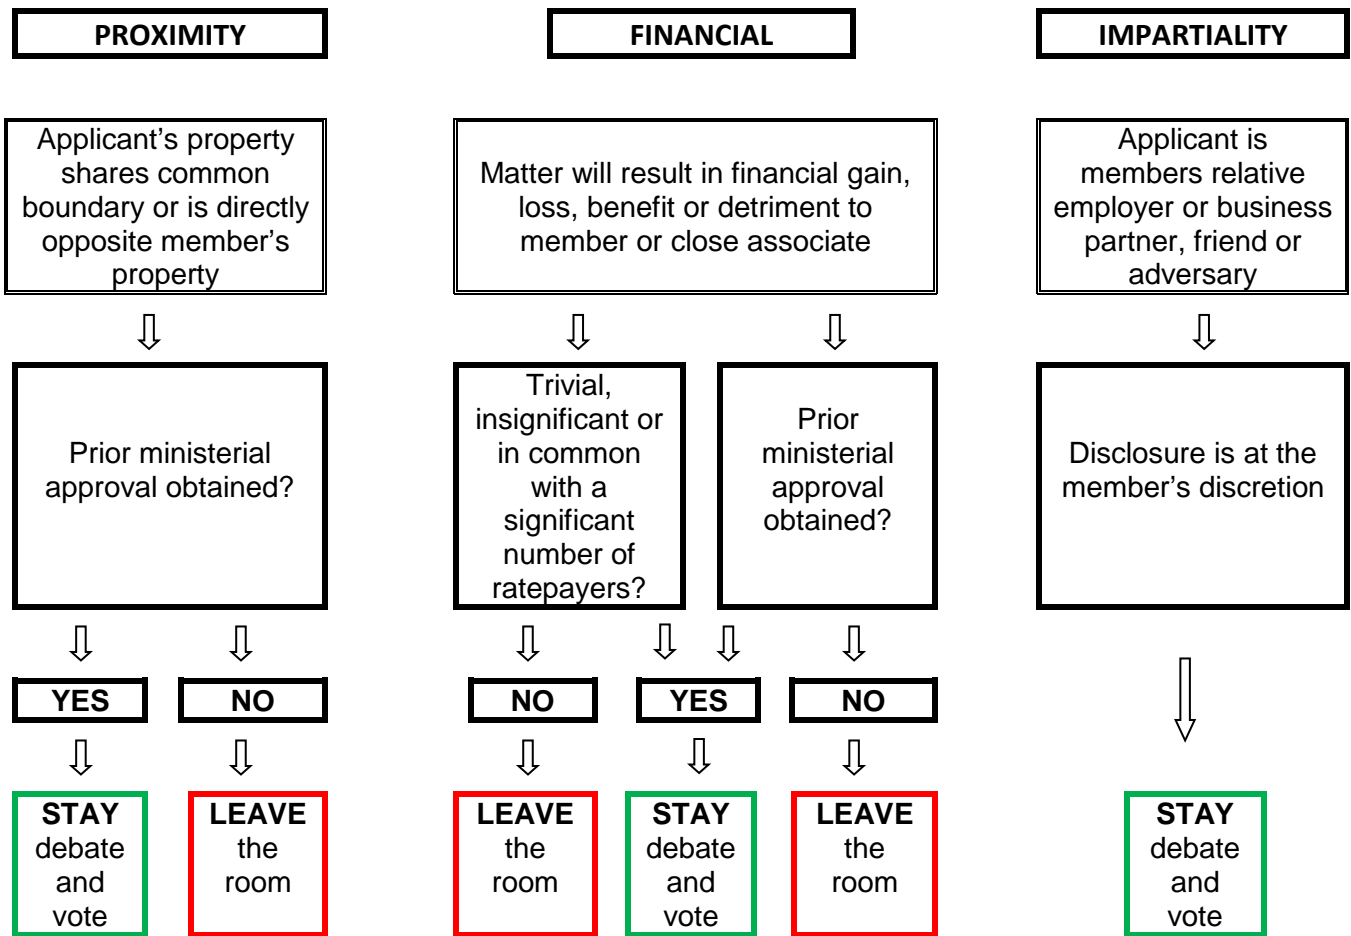 PROXIMITY
FINANCIAL
IMPARTIALITY
Applicant’s property
shares common
boundary or is directly
opposite member’s
property
Matter will result in financial gain,
loss, benefit or detriment to
member or close associate
Applicant is
members relative
employer or business
partner, friend or
adversary
Prior ministerial
approval obtained?
Trivial,
insignificant or
in common
with a
significant
number of
ratepayers?
Prior
ministerial
approval
obtained?
Disclosure is at the
member’s discretion
YES
NO
NO
YES
NO
STAY
debate
and
vote
LEAVE
the
room
LEAVE
the
room
STAY
debate
and
vote
LEAVE
the
room
STAY
debate
and
vote